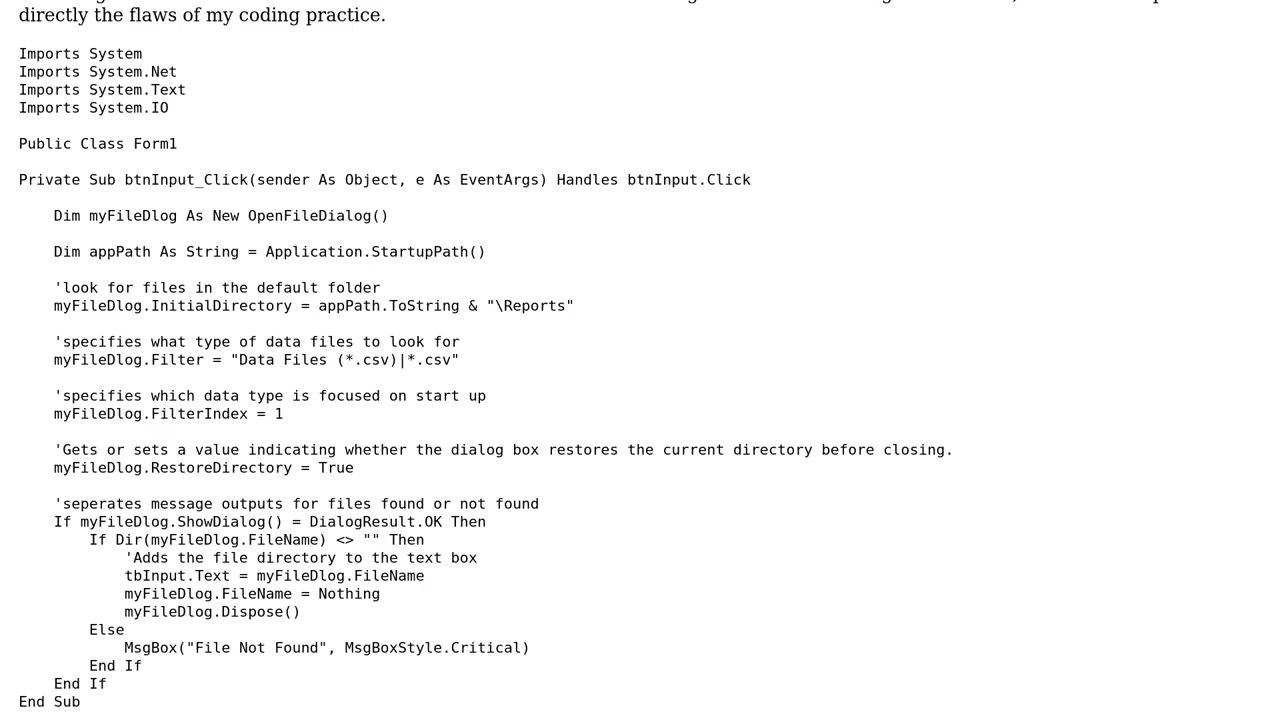 directly the flaws of my coding practice.
Imports System
Imports System.Net
Imports System.Text
Imports System.IO
Public Class Form1
Private Sub btnInput_Click(sender As Object, e As EventArgs) Handles btnInput.Click
Dim myFileDlog As New OpenFileDialog()
Dim appPath As String = Application.StartupPath()
'look for files in the default folder
myFileDlog.InitialDirectory = appPath.ToString & "\Reports"
'specifies what type of data files to look for
myFileDlog.Filter = "Data Files (*.csv)|*.csv"
'specifies which data type is focused on start up
myFileDlog.FilterIndex = 1
'Gets or sets a value indicating whether the dialog box restores the current directory before closing.
myFileDlog.RestoreDirectory = True
'seperates message outputs for files found or not found
If myFileDlog.ShowDialog() = DialogResult.OK Then
If Dir(myFileDlog.FileName) <> "" Then
'Adds the file directory to the text box
tbInput.Text = myFileDlog.FileName
myFileDlog.FileName = Nothing
myFileDlog.Dispose()
Else
MsgBox("File Not Found", MsgBoxStyle.Critical)
End If
End If
End Sub